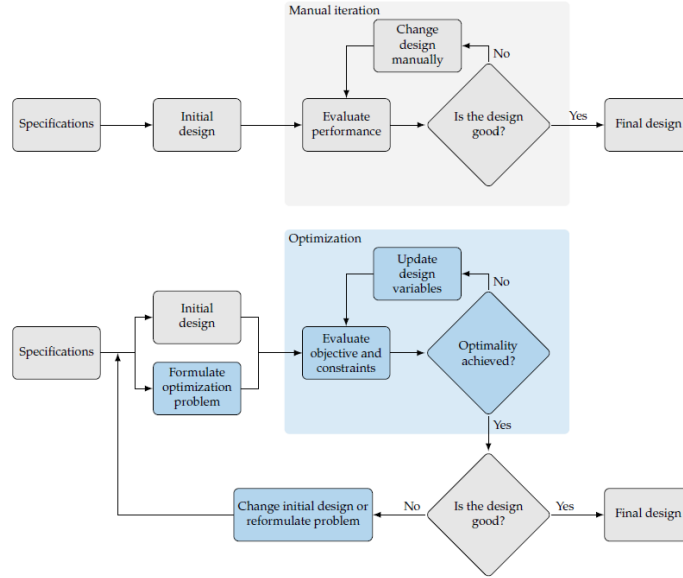 Manual iteration
Change
design
manually
No
Specifications
Initial
design
Evaluate
performance
Is the design
good?
Yes
Final design
Optimization
Update
design
variables
No
Initial
design
Specifications
Formulate
optimization
problem
Evaluate
objective and
constraints
Optimality
achieved?
Yes
Change initial design or
reformulate problem
No
Is the design
good?
Yes
Final design